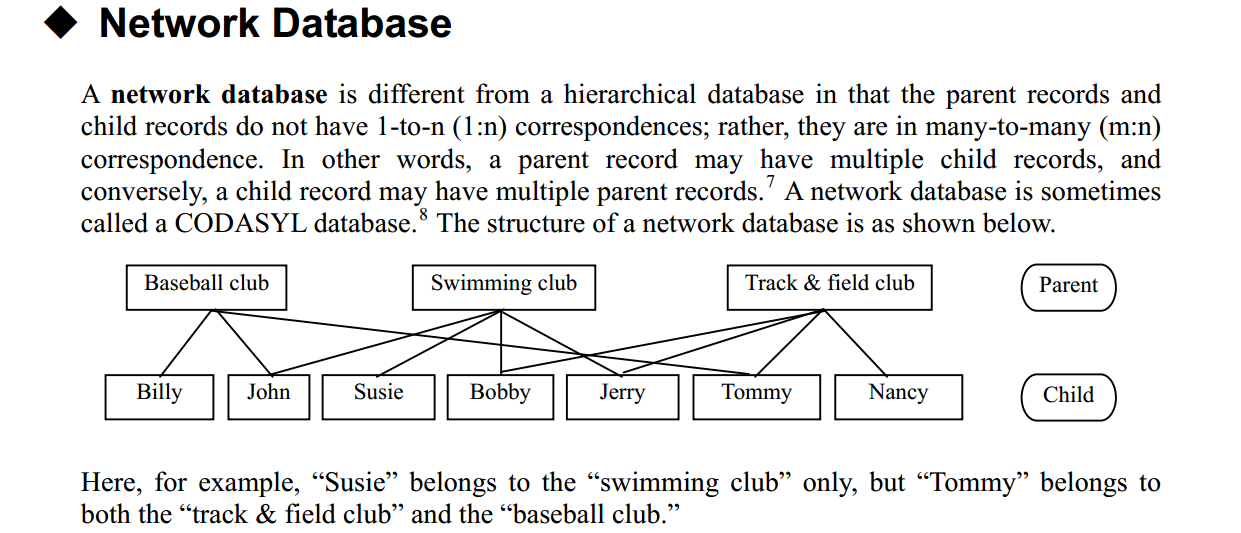 ◆ Network Database
A network database is different from a hierarchical database in that the parent records and
child records do not have 1-to-n (1:n) correspondences; rather, they are in many-to-many (m:n)
correspondence. In other words, a parent record may have multiple child records, and
conversely, a child record may have multiple parent records.7 A network database is sometimes
called a CODASYL database.8 The structure of a network database is as shown below.
Baseball club Swimming club Track & field club Parent
Billy John Susie Bobby Jerry Tommy Nancy Child
Here, for example, “Susie” belongs to the “swimming club” only, but “Tommy” belongs to
both the “track & field club” and the “baseball club.”